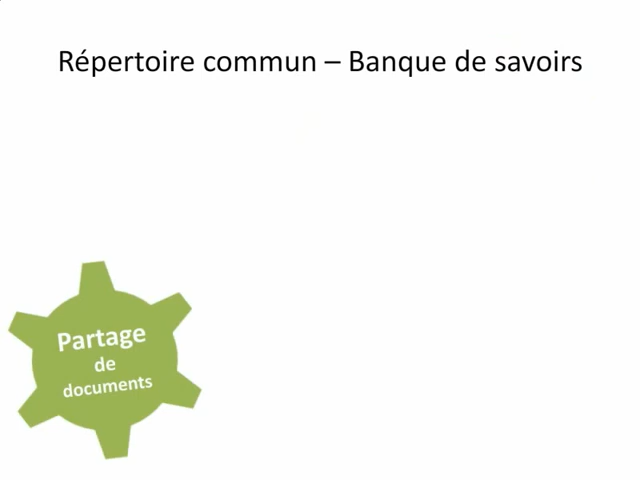 Répertoire commun – Banque de savoirs
Partage
de
documents